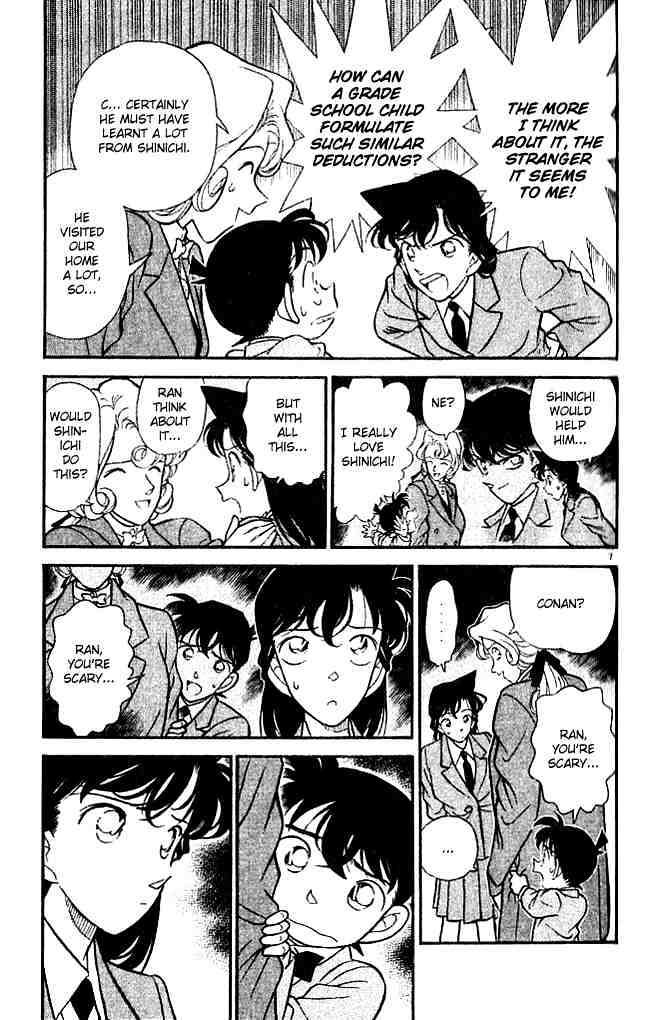 THE MORE
I THINK
ABOUT IT, THE
STRANGER
IT SEEMS
TO ME!
HOW CAN
A GRADE
SCHOOL CHILD
FORMULATE
SUCH SIMILAR
DEDUCTIONS?
C... CERTAINLY
HE MUST HAVE
LEARNT A LOT
FROM SHINICHI.
HE
VISITED
OUR
HOME
A LOT,
SO...
SHINICHI
WOULD
HELP
HIM...
NE?
I REALLY
LOVE
SHINICHI!
BUT
WITH
ALL
THIS...
RAN
THINK
ABOUT
IT...
WOULD
SHIN-
ICHI
DO
THIS?
7
CONAN?
......
RAN,
YOU'RE
SCARY...
...
RAN,
YOU'RE
SCARY...